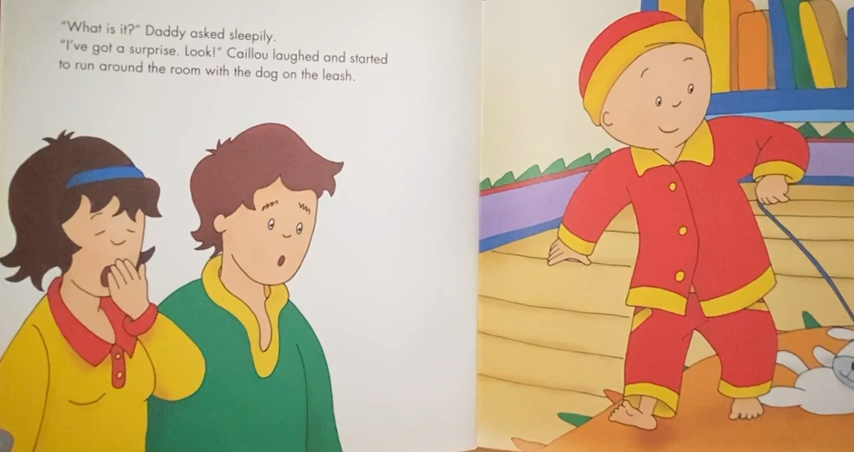 "What is it?" Daddy asked sleepily.
"I've got a surprise. Look!" Caillou laughed and started
to run around the room with the dog on the leash.